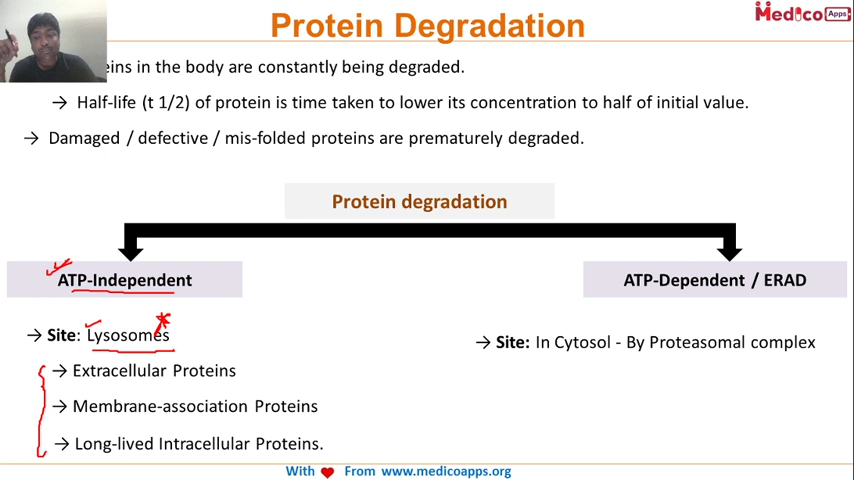 Protein Degradation
Medico Apps
eins in the body are constantly being degraded.
→ Half-life (t 1/2) of protein is time taken to lower its concentration to half of initial value.
→ Damaged / defective / mis-folded proteins are prematurely degraded.
Protein degradation
ATP-Independent
ATP-Dependent / ERAD
→ Site: Lysosomes
→ Site: In Cytosol - By Proteasomal complex
→ Extracellular Proteins
→ Membrane-association Proteins
→ Long-lived Intracellular Proteins.
With ❤ From www.medicoapps.org